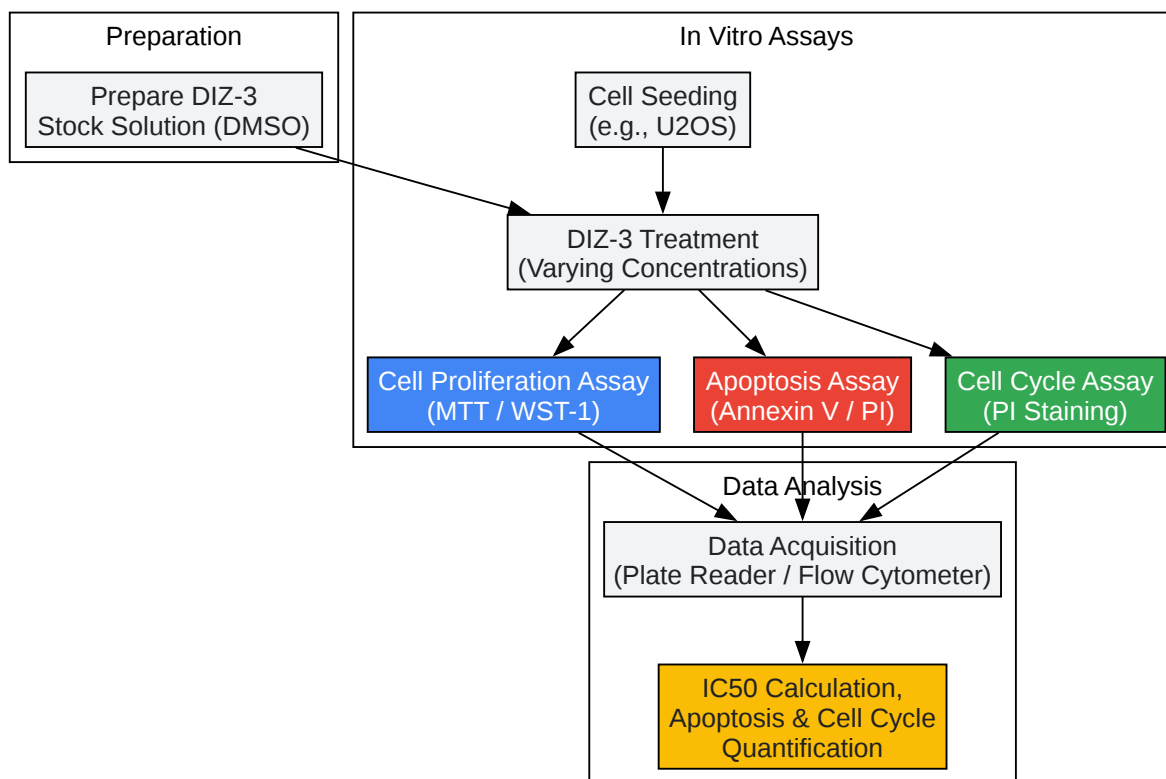 Preparation
Prepare DIZ-3
Stock Solution (DMSO)
In Vitro Assays
Cell Seeding
(e.g., U2OS)
DIZ-3 Treatment
(Varying Concentrations)
Cell Proliferation Assay
(MTT / WST-1)
Apoptosis Assay
(Annexin V / PI)
Cell Cycle Assay
(PI Staining)
Data Analysis
Data Acquisition
(Plate Reader / Flow Cytometer)
IC50 Calculation,
Apoptosis & Cell Cycle
Quantification